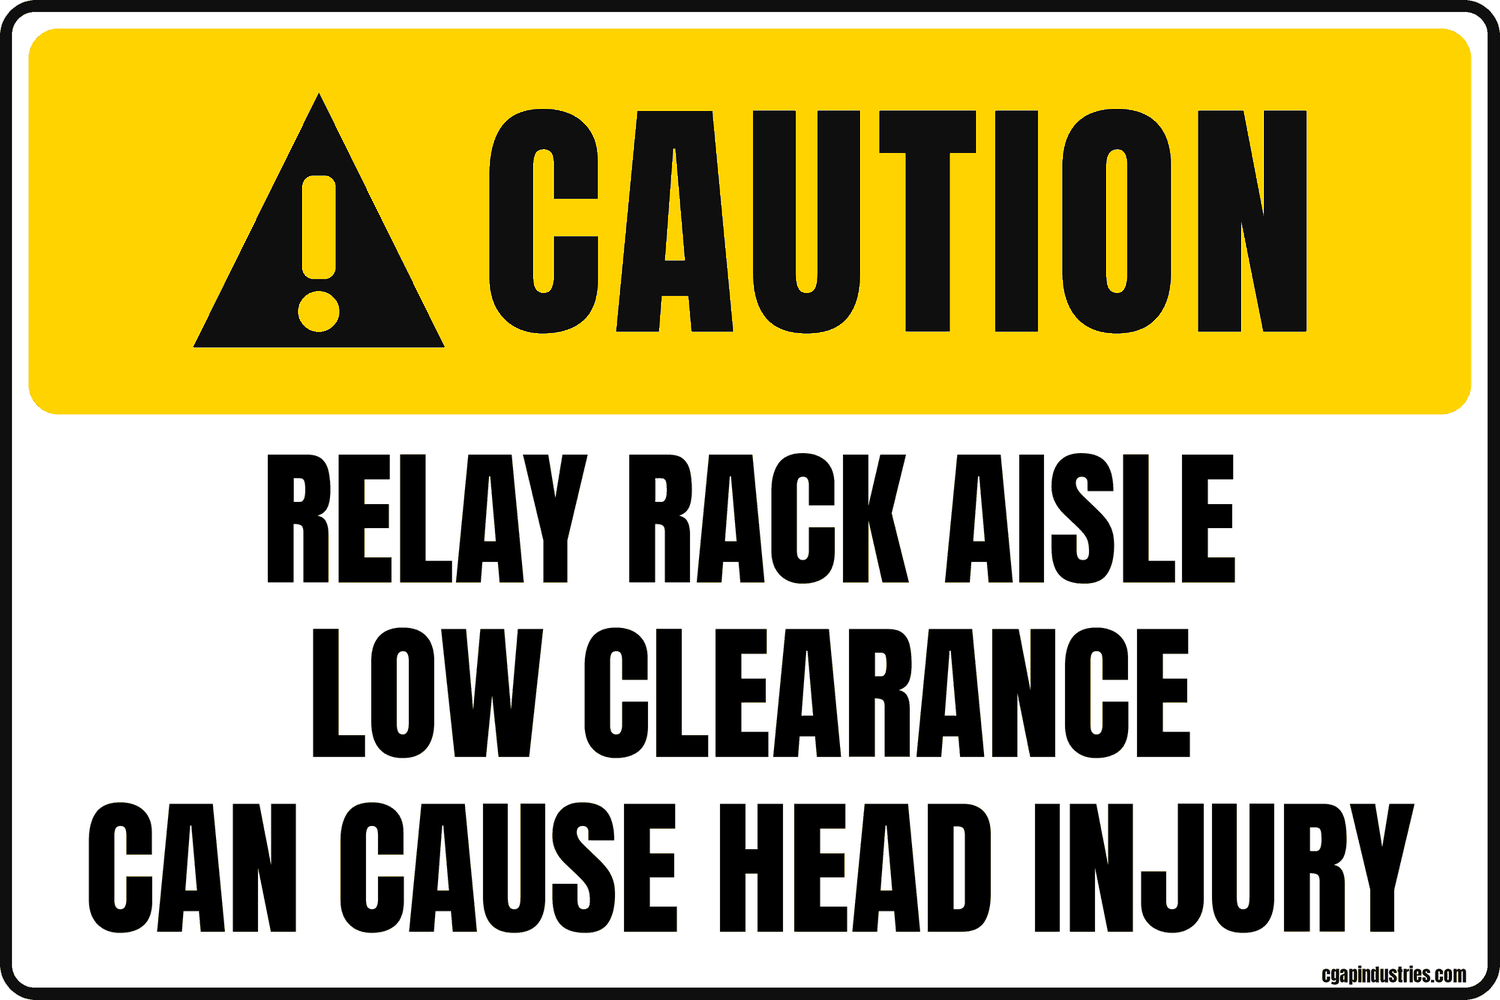 CAUTION
RELAY RACK AISLE
LOW CLEARANCE
CAN CAUSE HEAD INJURY
cgapindustries.com